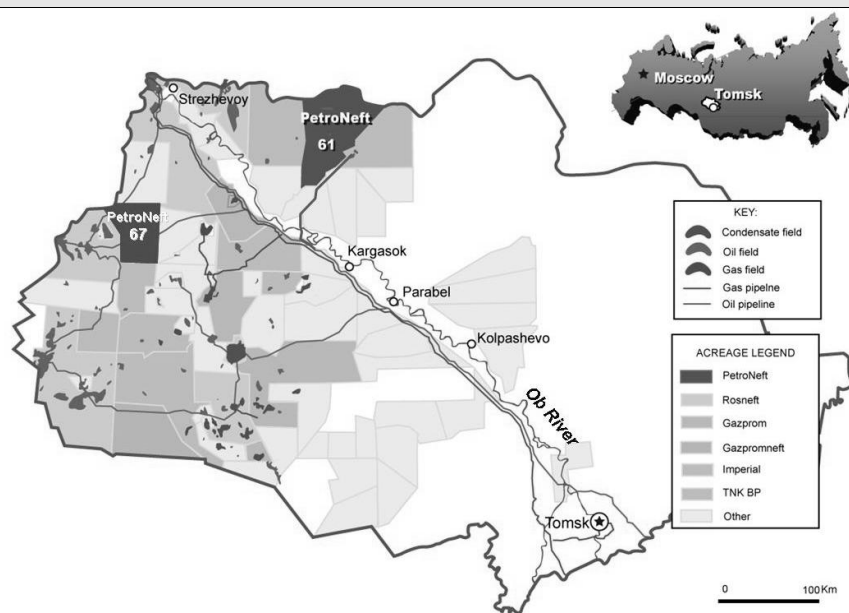 Moscow
Tomsk
Strezhevoy
PetroNeft
61
PetroNeft
67
Kargasok
Parabel
Kolpashevo
Ob River
Tomsk
KEY:
Condensate field
Oil field
Gas field
Gas pipelne
Oil pipeline
ACREAGE LEGEND
PetroNeft
Rosneft
Gazprom
Gazpromneft
Imperial
TNK BP
Other
0 100Km